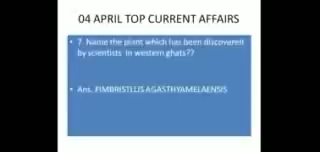 04 APRIL TOP CURRENT AFFAIRS
• 7. Name the plant which has been discovered
by scientists in western ghats??
• Ans. FIMBRISTELIS AGASTHYAMELAENSIS